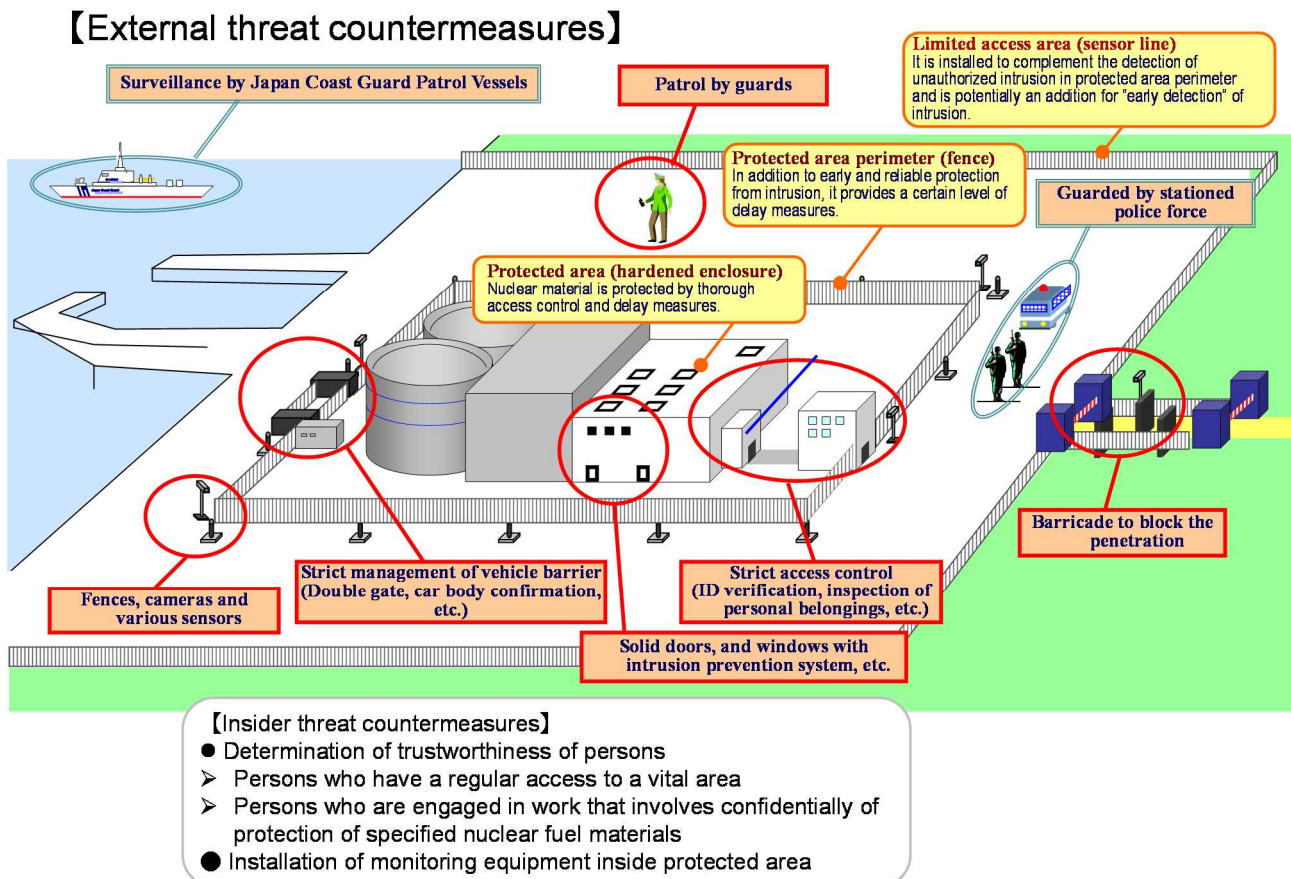 【External threat countermeasures】
Surveillance by Japan Coast Guard Patrol Vessels
Patrol by guards
Limited access area (sensor line)
It is installed to complement the detection of
unauthorized intrusion in protected area perimeter
and is potentially an addition for "early detection" of
intrusion.
Protected area perimeter (fence)
In addition to early and reliable protection
from intrusion, it provides a certain level of
delay measures.
Guarded by stationed
police force
Protected area (hardened enclosure)
Nuclear material is protected by thorough
access control and delay measures.
Fences, cameras and
various sensors
Strict management of vehicle barrier
(Double gate, car body confirmation,
etc.)
Solid doors, and windows with
intrusion prevention system, etc.
Strict access control
(ID verification, inspection of
personal belongings, etc.)
Barricade to block the
penetration
【Insider threat countermeasures】
● Determination of trustworthiness of persons
➢ Persons who have a regular access to a vital area
➢ Persons who are engaged in work that involves confidentially of
protection of specified nuclear fuel materials
● Installation of monitoring equipment inside protected area